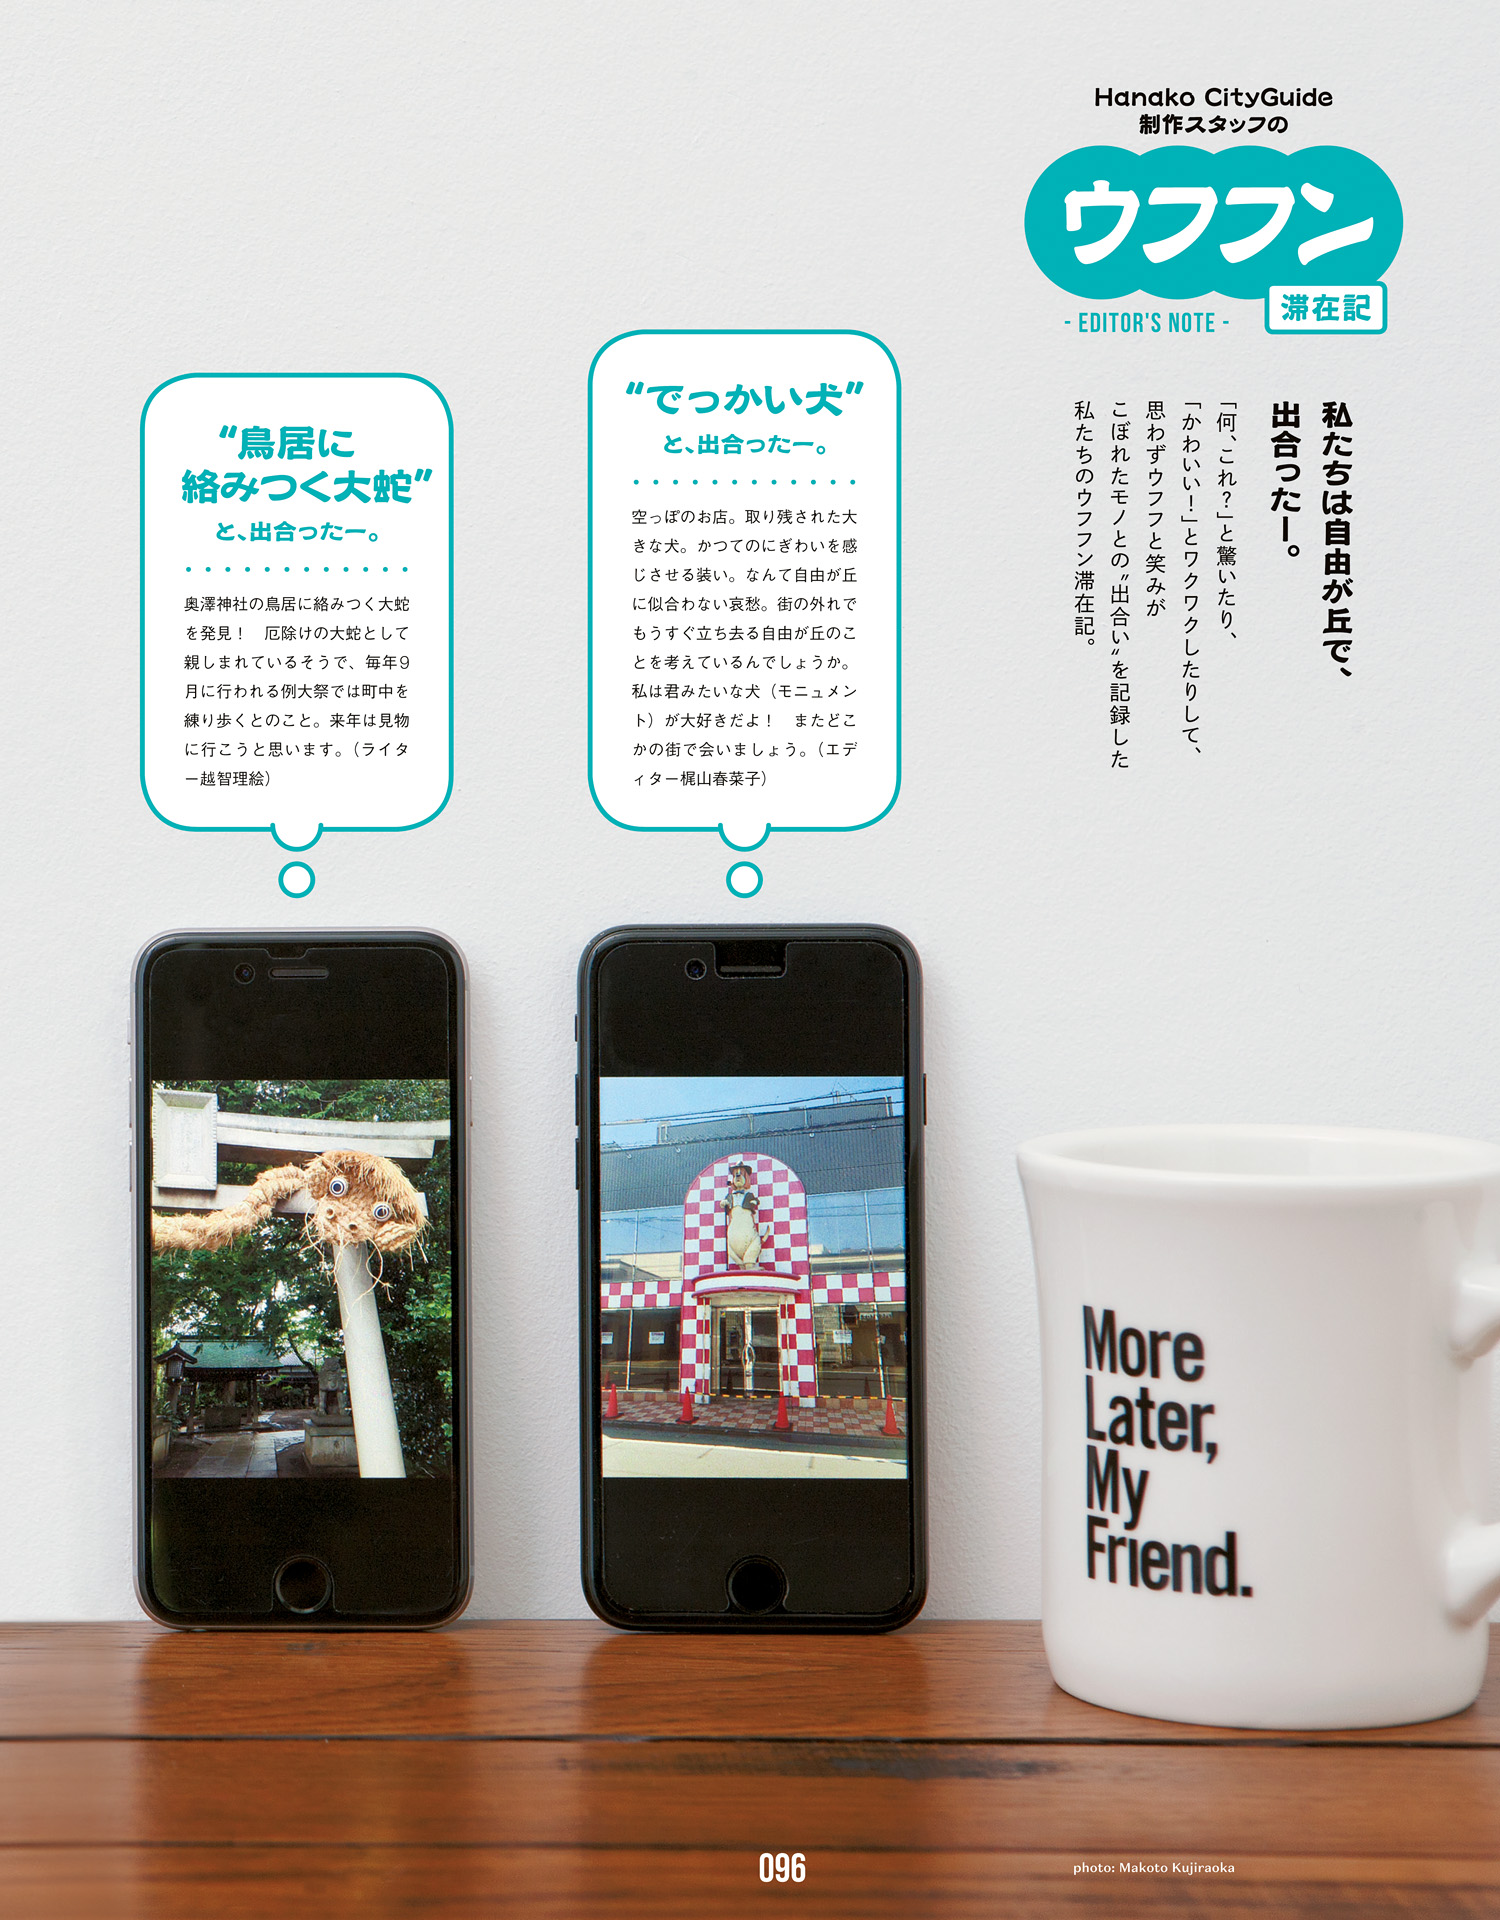 Hanako CityGuide
制作スタッフの
ウフフン
滞在記
- EDITOR'S NOTE -
私たちは自由が丘で、
出合ったー。
「何、これ？」と驚いたり、
「かわいい！」とワクワクしたりして、
思わずウフフと笑みが
こぼれたモノとの〝出合い〟を記録した
私たちのウフフン滞在記。
“でっかい犬”
と、出合ったー。
空っぽのお店。取り残された大
きな犬。かつてのにぎわいを感
じさせる装い。なんて自由が丘
に似合わない哀愁。街の外れで
もうすぐ立ち去る自由が丘のこ
とを考えているんでしょうか。
私は君みたいな犬（モニュメン
ト）が大好きだよ！　またどこ
かの街で会いましょう。（エデ
ィター梶山春菜子）
“鳥居に
絡みつく大蛇”
と、出合ったー。
奥澤神社の鳥居に絡みつく大蛇
を発見！　厄除けの大蛇として
親しまれているそうで、毎年9
月に行われる例大祭では町中を
練り歩くとのこと。来年は見物
に行こうと思います。（ライタ
ー越智理絵）
More
Later,
My
Friend.
096
photo: Makoto Kujiraoka